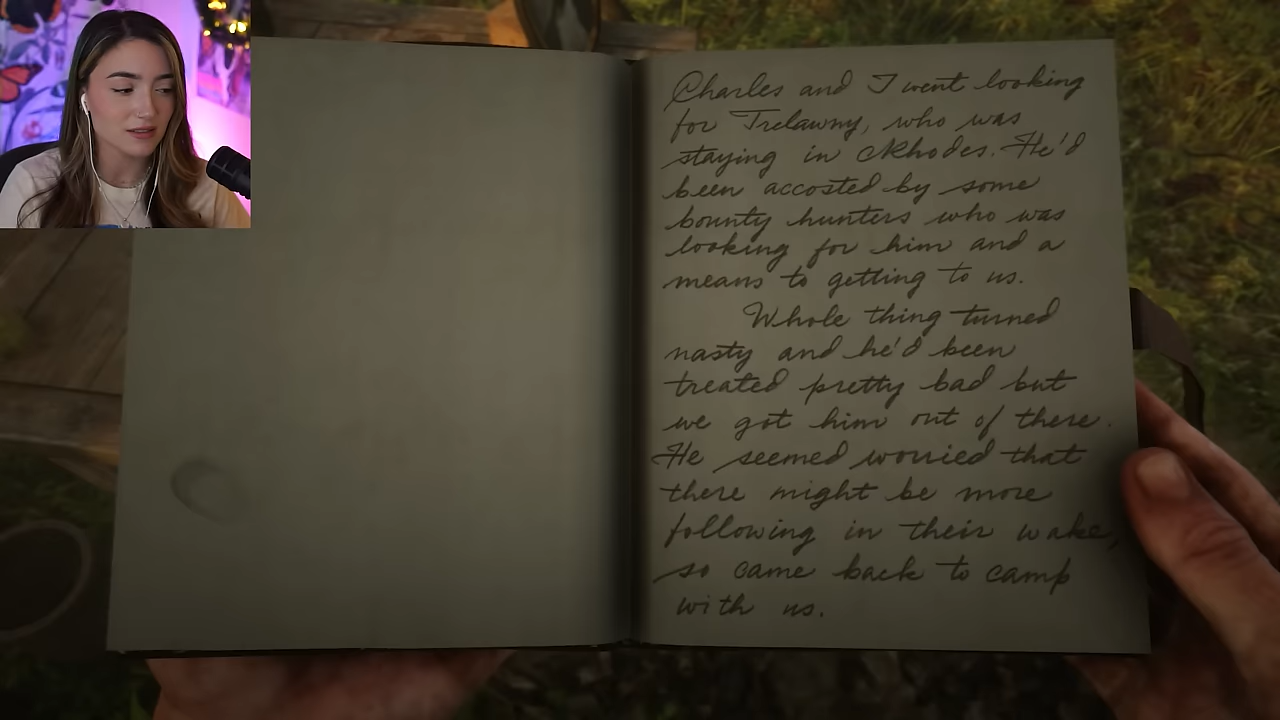 Charles and I went looking
for Trelawny, who was
staying in Rhodes. He'd
been accosted by some
bounty hunters who was
looking for him and a
means to getting to us.
Whole thing turned
nasty and he'd been
treated pretty bad but
we got him out of there.
He seemed worried that
there might be more
following in their wake,
so came back to camp
with us.